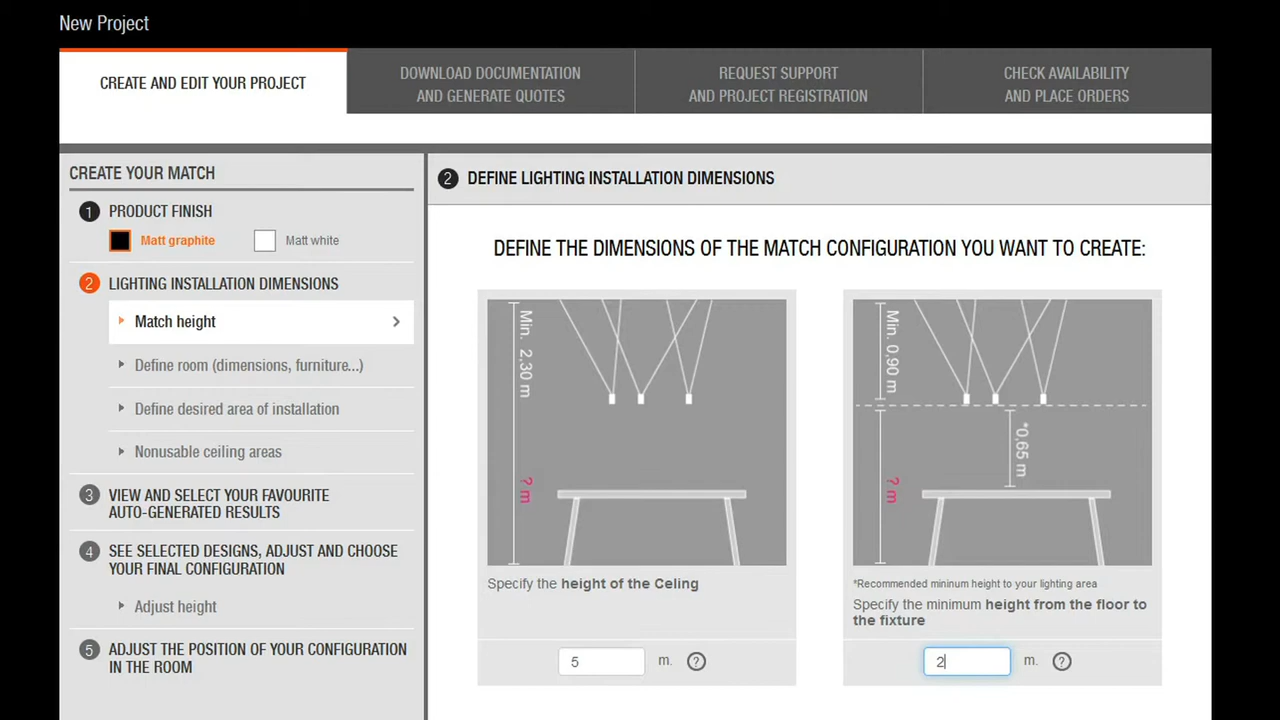 New Project
CREATE AND EDIT YOUR PROJECT
DOWNLOAD DOCUMENTATION
AND GENERATE QUOTES
REQUEST SUPPORT
AND PROJECT REGISTRATION
CHECK AVAILABILITY
AND PLACE ORDERS
CREATE YOUR MATCH
1 PRODUCT FINISH
Matt graphite Matt white
2 LIGHTING INSTALLATION DIMENSIONS
Match height
Define room (dimensions, furniture...)
Define desired area of installation
Nonusable ceiling areas
3 VIEW AND SELECT YOUR FAVOURITE
AUTO-GENERATED RESULTS
4 SEE SELECTED DESIGNS, ADJUST AND CHOOSE
YOUR FINAL CONFIGURATION
Adjust height
5 ADJUST THE POSITION OF YOUR CONFIGURATION
IN THE ROOM
2 DEFINE LIGHTING INSTALLATION DIMENSIONS
DEFINE THE DIMENSIONS OF THE MATCH CONFIGURATION YOU WANT TO CREATE:
Min. 2,30 m
? m
Specify the height of the Celing
5 m. ?
Min. 0,90 m
*0,65 m
? m
*Recommended mininum height to your lighting area
Specify the minimum height from the floor to
the fixture
2 m. ?